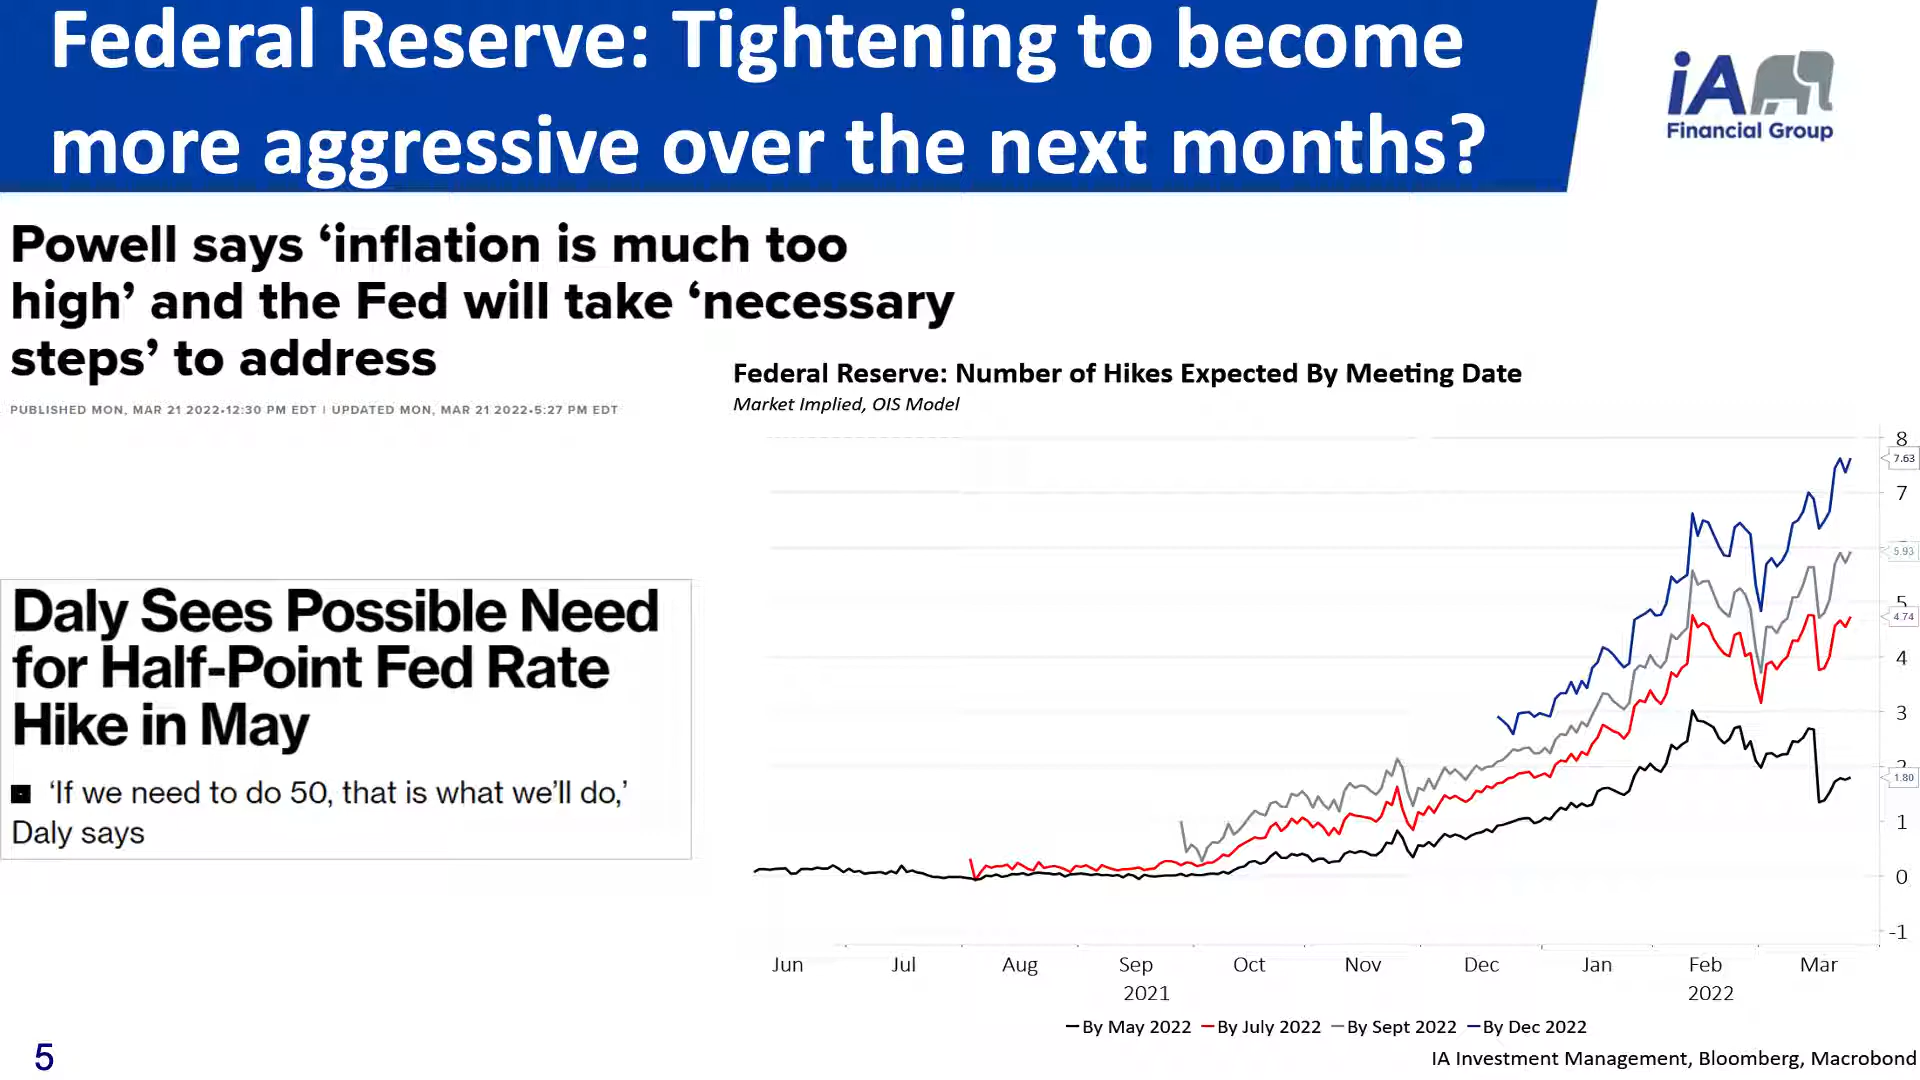 Federal Reserve: Tightening to become
more aggressive over the next months?
iA
Financial Group
Powell says ‘inflation is much too
high’ and the Fed will take ‘necessary
steps’ to address
PUBLISHED MON, MAR 21 2022•12:30 PM EDT | UPDATED MON, MAR 21 2022•5:27 PM EDT
Daly Sees Possible Need
for Half-Point Fed Rate
Hike in May
■ ‘If we need to do 50, that is what we’ll do,’
Daly says
Federal Reserve: Number of Hikes Expected By Meeting Date
Market Implied, OIS Model
8
7.63
7
5.93
5
4.74
4
3
2
1.80
1
0
-1
Jun Jul Aug Sep Oct Nov Dec Jan Feb Mar
2021 2022
By May 2022 By July 2022 By Sept 2022 By Dec 2022
5
IA Investment Management, Bloomberg, Macrobond